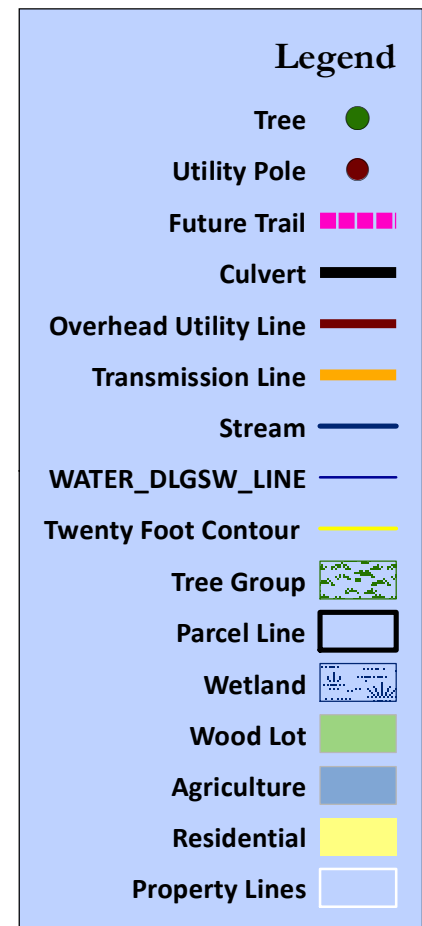 Legend
Tree
Utility Pole
Future Trail
Culvert
Overhead Utility Line
Transmission Line
Stream
WATER_DLGSW_LINE
Twenty Foot Contour
Tree Group
Parcel Line
Wetland
Wood Lot
Agriculture
Residential
Property Lines